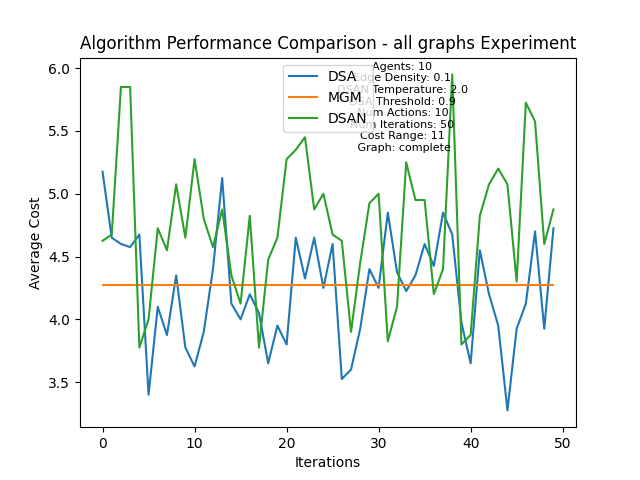 Algorithm Performance Comparison - all graphs Experiment
Agents: 10
Edge Density: 0.1
DSAN Temperature: 2.0
DSA Threshold: 0.9
Num Actions: 10
Num Iterations: 50
Cost Range: 11
Graph: complete
DSA
MGM
DSAN
6.0
5.5
5.0
4.5
4.0
3.5
Average Cost
0
10
20
30
40
50
Iterations